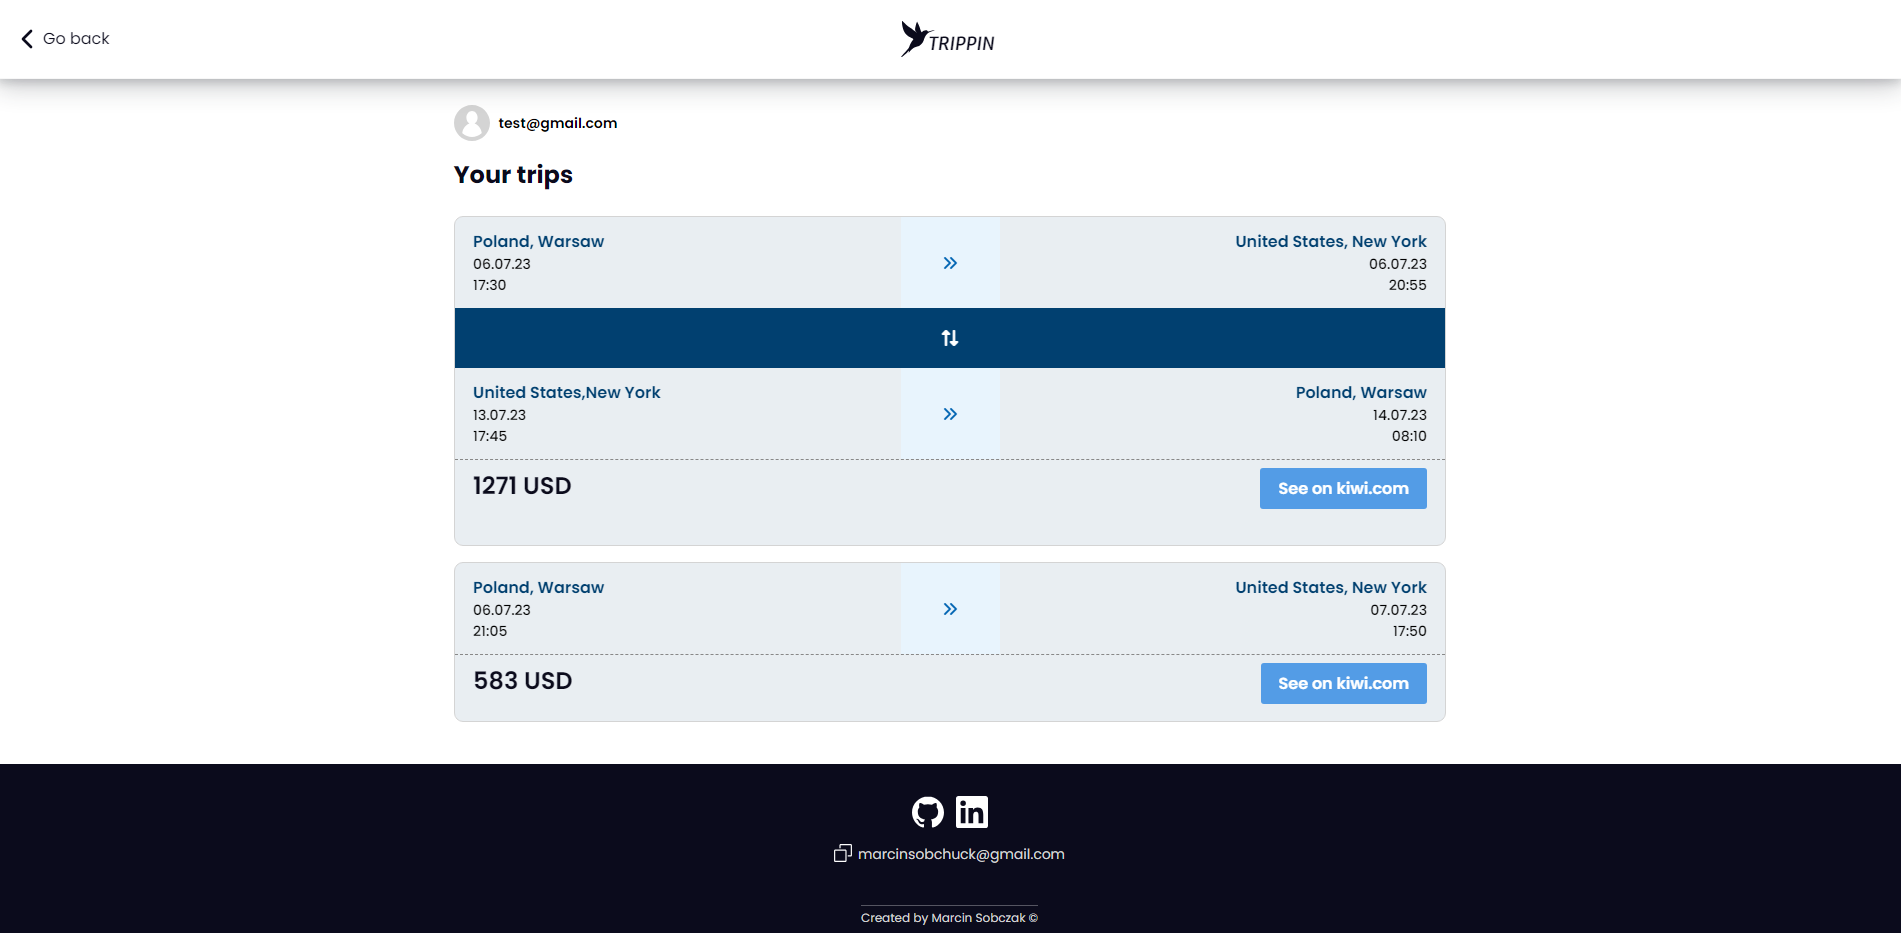 Go back
TRIPPIN
test@gmail.com
Your trips
Poland, Warsaw
06.07.23
17:30
United States, New York
06.07.23
20:55
United States,New York
13.07.23
17:45
Poland, Warsaw
14.07.23
08:10
1271 USD
See on kiwi.com
Poland, Warsaw
06.07.23
21:05
United States, New York
07.07.23
17:50
583 USD
See on kiwi.com
in
marcinsobchuck@gmail.com
Created by Marcin Sobczak ©